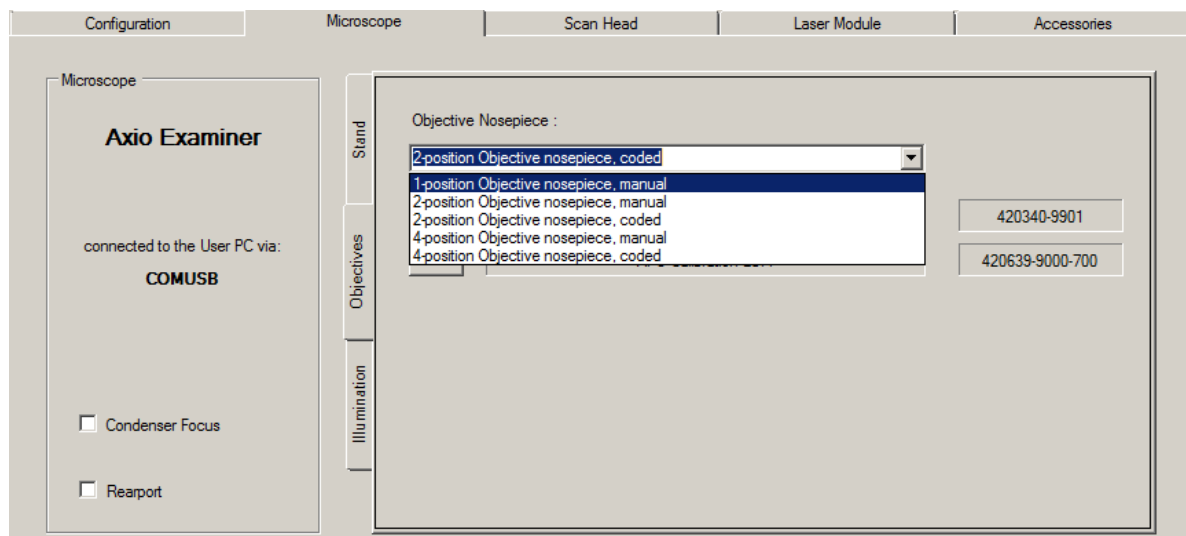 Configuration
Microscope
Scan Head
Laser Module
Accessories
Microscope
Axio Examiner
connected to the User PC via:
COMUSB
Condenser Focus
Rearport
Stand
Objectives
Illumination
Objective Nosepiece :
2-position Objective nosepiece, coded
1-position Objective nosepiece, manual
2-position Objective nosepiece, manual
2-position Objective nosepiece, coded
4-position Objective nosepiece, manual
4-position Objective nosepiece, coded
420340-9901
420639-9000-700